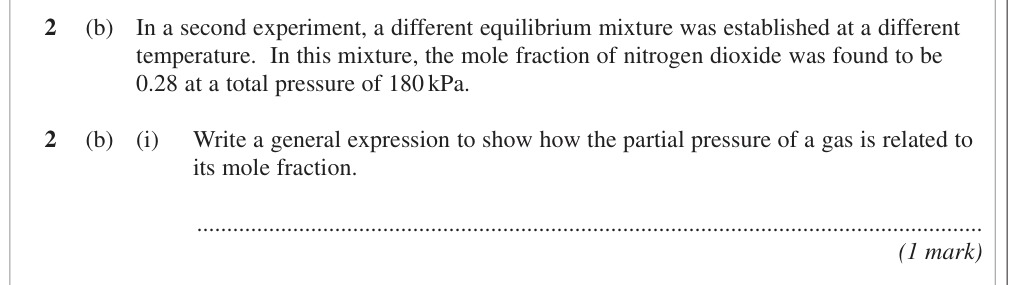 2 (b) In a second experiment, a different equilibrium mixture was established at a different
temperature. In this mixture, the mole fraction of nitrogen dioxide was found to be
0.28 at a total pressure of 180 kPa.
2 (b) (i) Write a general expression to show how the partial pressure of a gas is related to
its mole fraction.
....................................................................................................................................
(1 mark)